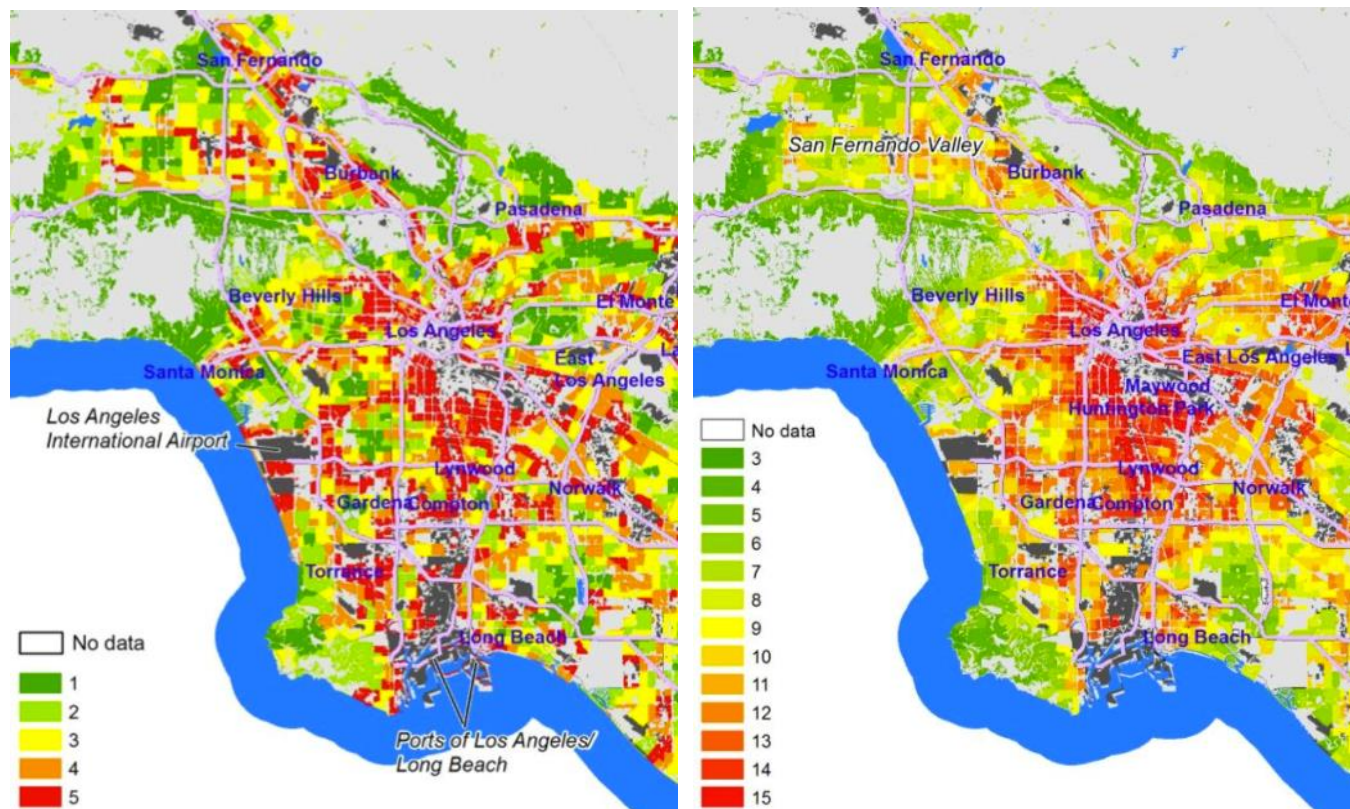 San Fernando
Burbank
Pasadena
Beverly Hills
El Monte
Los Angeles
La
East
Los Angeles
Santa Monica
Los Angeles
International Airport
Lynwood
Norwalk
Gardena
Compton
Torrance
Long Beach
Ports of Los Angeles/
Long Beach
No data
1
2
3
4
5
San Fernando
San Fernando Valley
Burbank
Pasadena
Beverly Hills
El Monte
Los Angeles
L
East Los Angeles
Santa Monica
Maywood
Huntington Park
Lynwood
Norwalk
Gardena
Compton
Torrance
Long Beach
No data
3
4
5
6
7
8
9
10
11
12
13
14
15